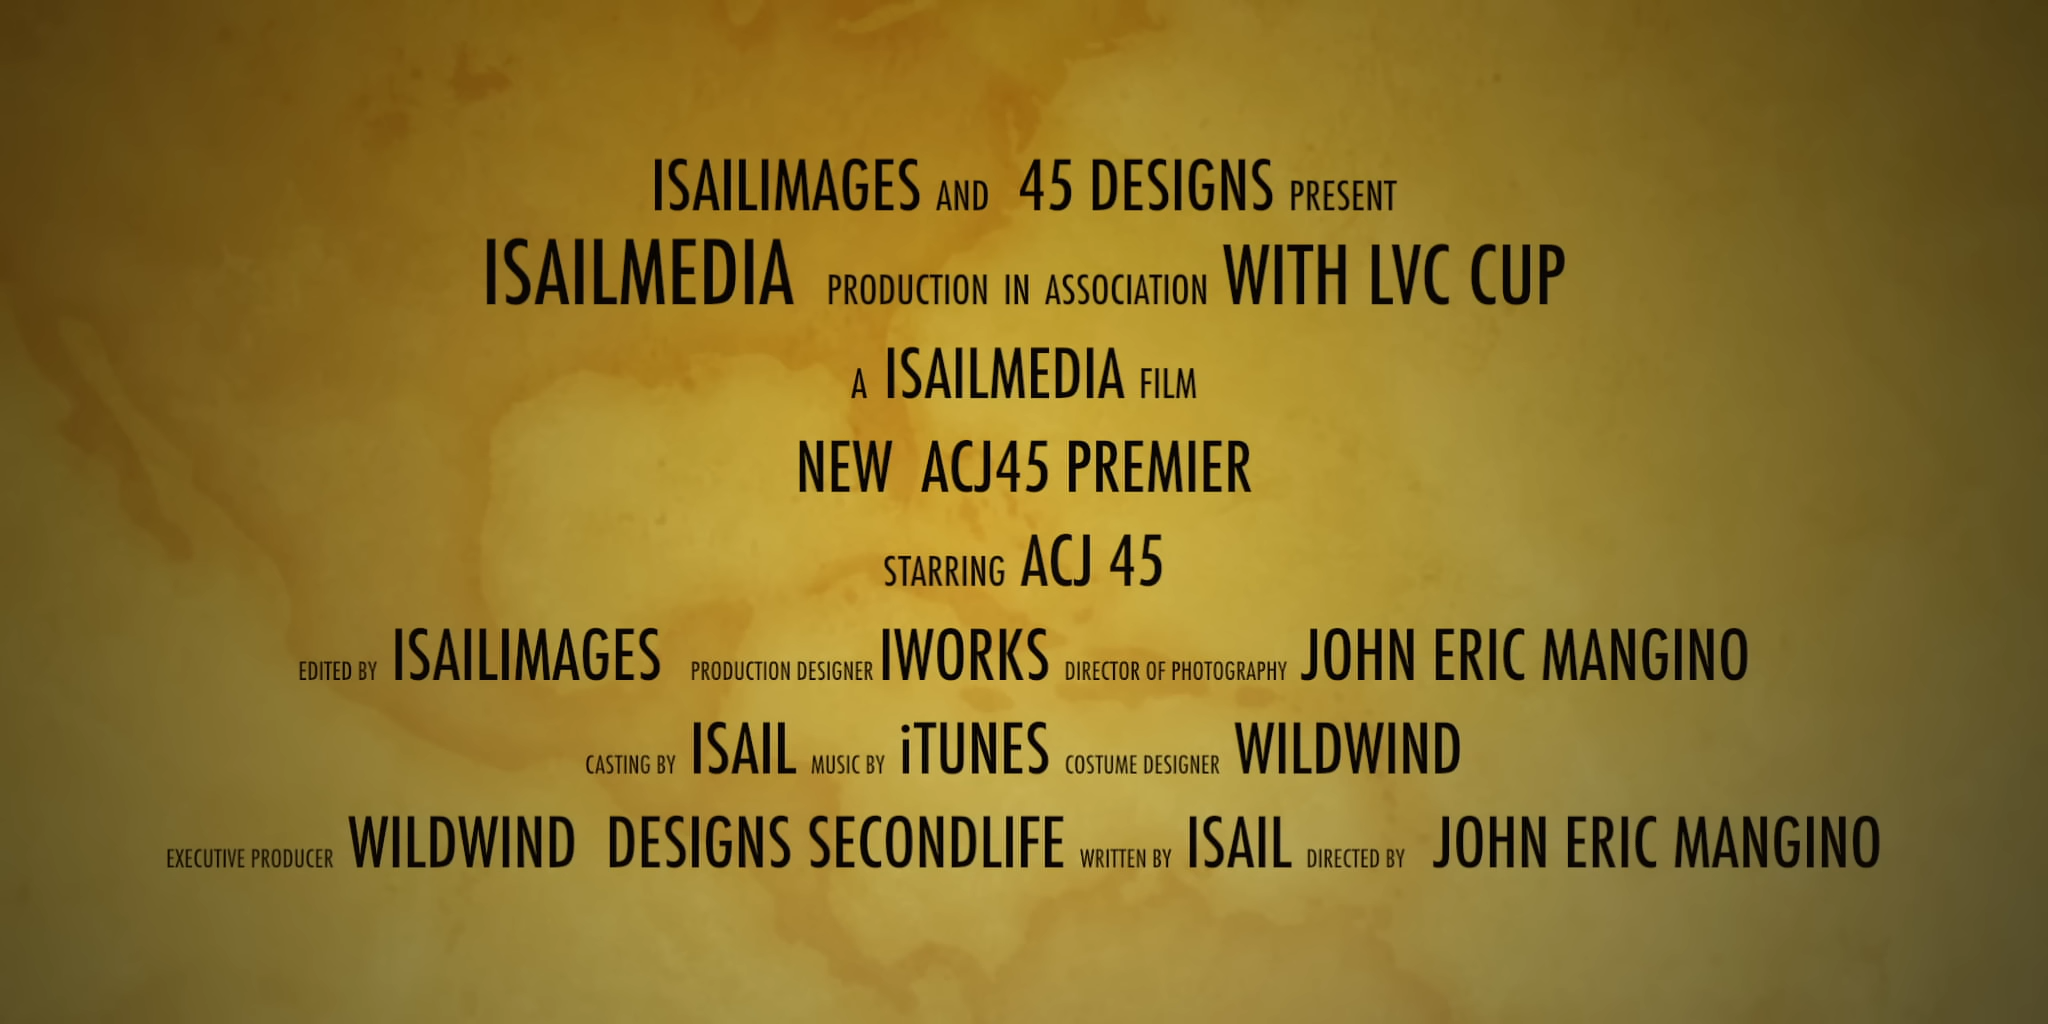 ISAILIMAGES AND 45 DESIGNS PRESENT
ISAILMEDIA PRODUCTION IN ASSOCIATION WITH LVC CUP
A ISAILMEDIA FILM
NEW ACJ45 PREMIER
STARRING ACJ 45
EDITED BY ISAILIMAGES PRODUCTION DESIGNER IWORKS DIRECTOR OF PHOTOGRAPHY JOHN ERIC MANGINO
CASTING BY ISAIL MUSIC BY iTUNES COSTUME DESIGNER WILDWIND
EXECUTIVE PRODUCER WILDWIND DESIGNS SECONDLIFE WRITTEN BY ISAIL DIRECTED BY JOHN ERIC MANGINO